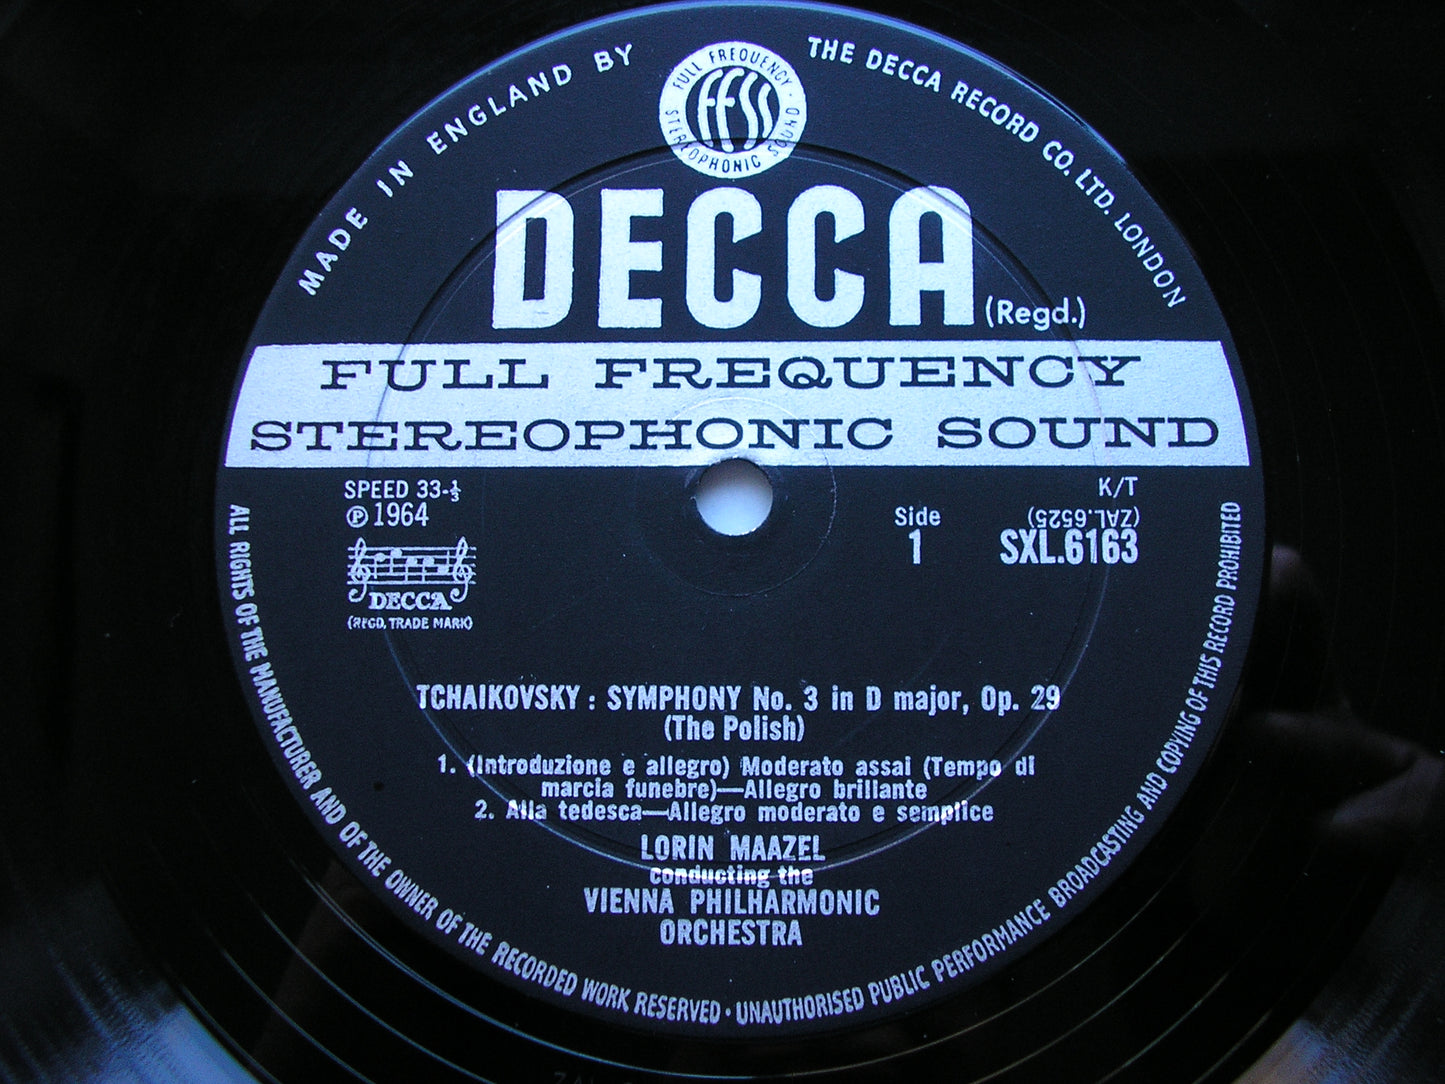 MADE IN ENGLAND BY
THE DECCA RECORD CO. LTD. LONDON
FULL FREQUENCY · STEREOPHONIC SOUND
FFSS
DECCA
(Regd.)
FULL FREQUENCY
STEREOPHONIC SOUND
SPEED 33-⅓
℗ 1964
DECCA
(REGD. TRADE MARK)
Side
1
K/T
(ZAL.6525)
SXL.6163
TCHAIKOVSKY : SYMPHONY No. 3 in D major, Op. 29
(The Polish)
1. (Introduzione e allegro) Moderato assai (Tempo di
marcia funebre)—Allegro brillante
2. Alla tedesca—Allegro moderato e semplice
LORIN MAAZEL
conducting the
VIENNA PHILHARMONIC
ORCHESTRA
ALL RIGHTS OF THE MANUFACTURER AND OF THE OWNER OF THE RECORDED WORK RESERVED · UNAUTHORISED PUBLIC PERFORMANCE BROADCASTING AND COPYING OF THIS RECORD PROHIBITED